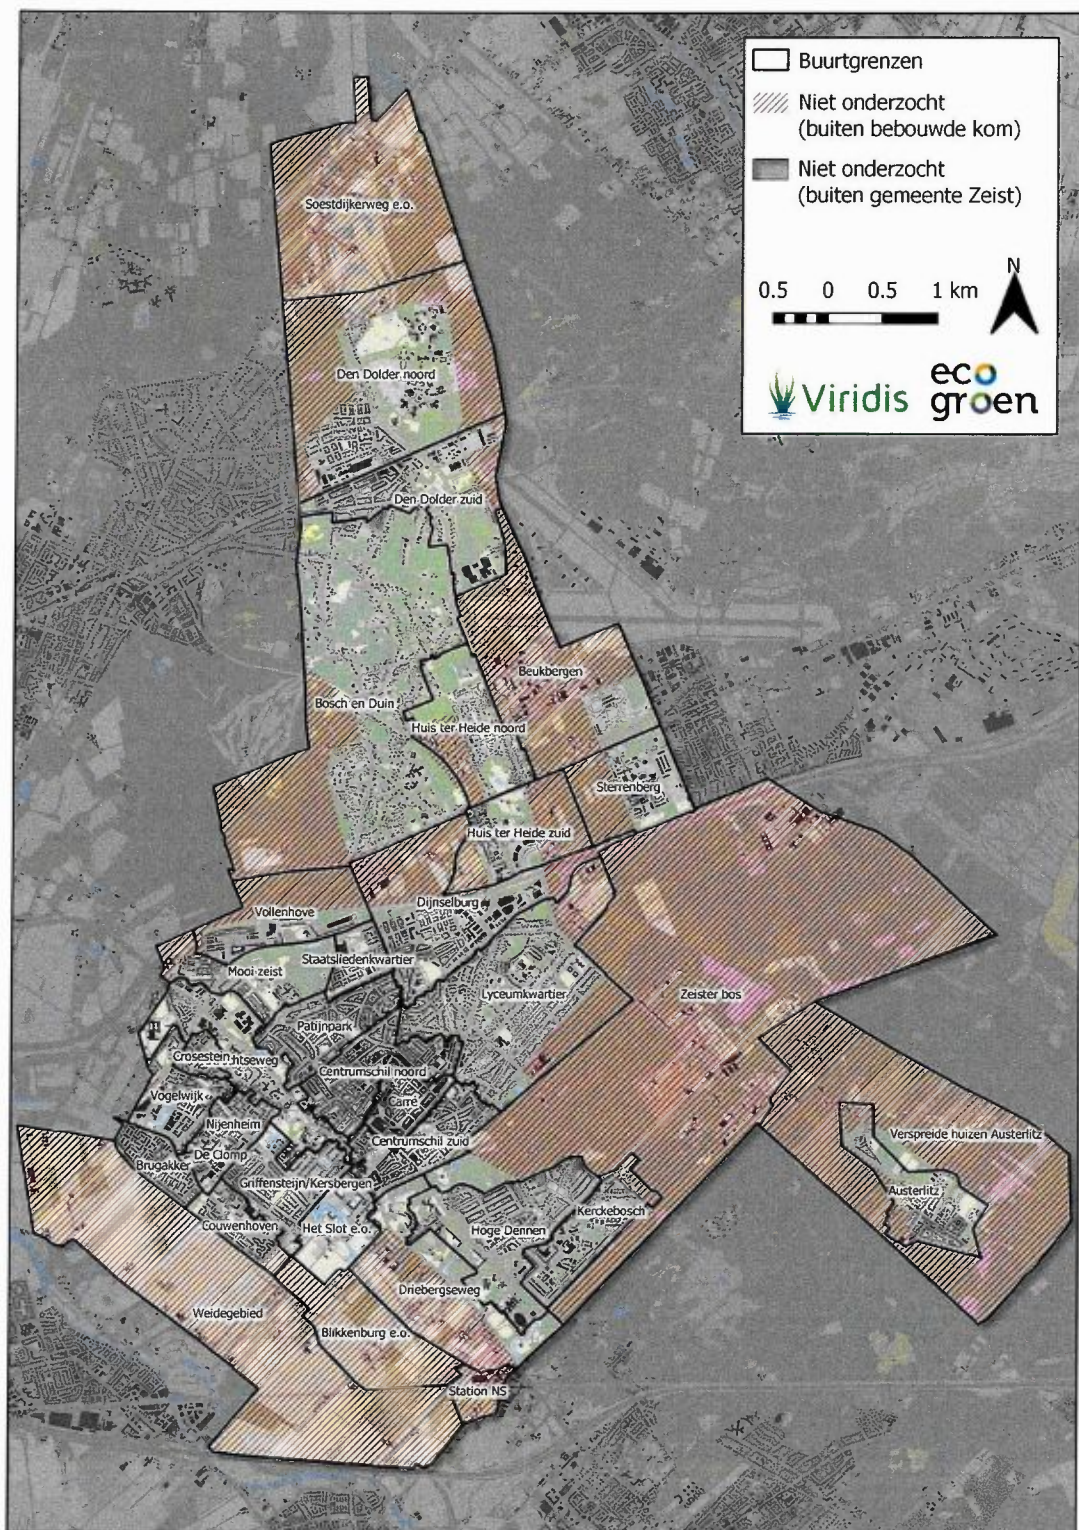 Buurtgrenzen
Niet onderzocht
(buiten bebouwde kom)
Niet onderzocht
(buiten gemeente Zeist)
N
0.5 0 0.5 1 km
Viridis
eco
groen
Soestdijkerweg e.o.
Den Dolder noord
Den Dolder zuid
Beukbergen
Bosch en Duin
Huis ter Heide noord
Sterrenberg
Huis ter Heide zuid
Dijnselburg
Vollenhove
Staatsliedenkwartier
Mooi zeist
Lyceumkwartier
Zeister bos
Patijnpark
Crosestein
htseweg
Centrumschil noord
Vogelwijk
Carré
Nijenheim
Verspreide huizen Austerlitz
Centrumschil zuid
De Clomp
Brugakker
Griffensteijn/Kersbergen
Austerlitz
Kerckebosch
Couwenhoven
Het Slot e.o.
Hoge Dennen
Driebergseweg
Weidegebied
Blikkenburg e.o.
Station NS